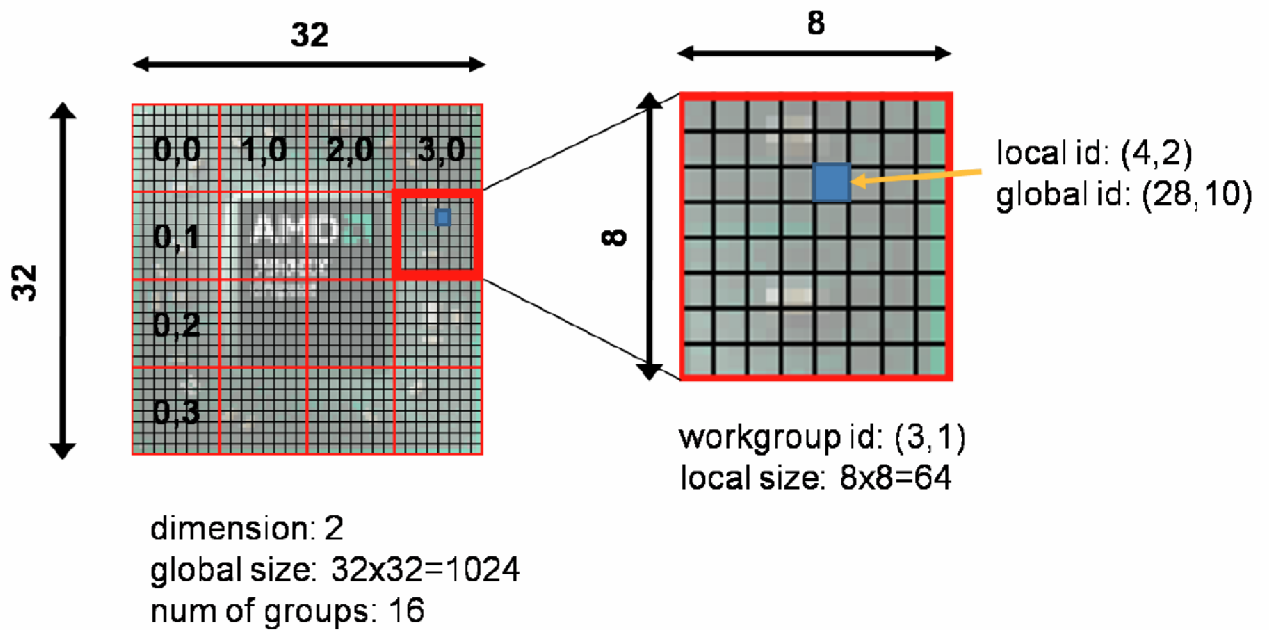 32
8
32
0,0 1,0 2,0 3,0
0,1
0,2
0,3
AMD
8
local id: (4,2)
global id: (28,10)
workgroup id: (3,1)
local size: 8x8=64
dimension: 2
global size: 32x32=1024
num of groups: 16